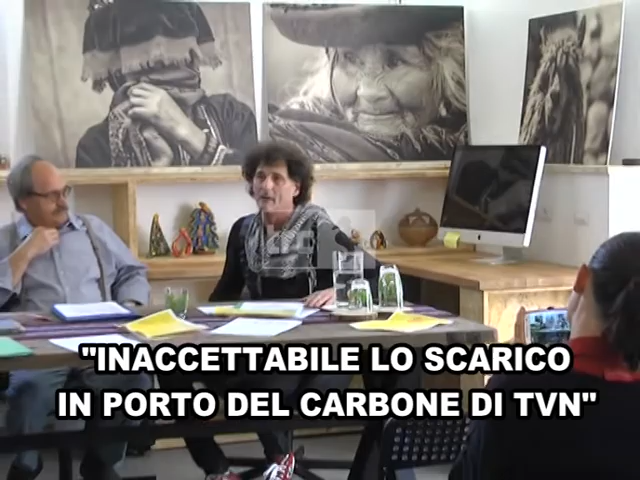 "INACCETTABILE LO SCARICO
IN PORTO DEL CARBONE DI TVN"